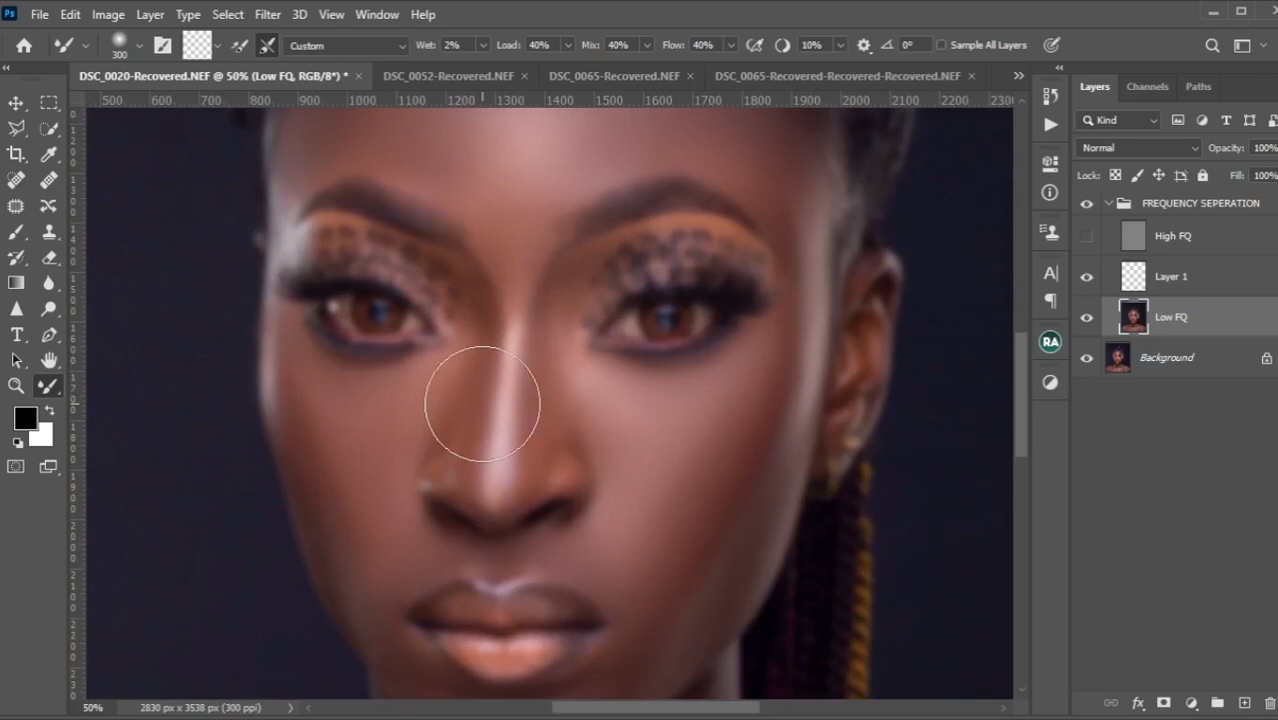 Ps File Edit Image Layer Type Select Filter 3D View Window Help
300 Custom Wet: 2% Load: 40% Mix: 40% Flow: 40% 10% 0° Sample All Layers
DSC_0020-Recovered.NEF @ 50% (Low FQ, RGB/8*) * × DSC_0052-Recovered.NEF × DSC_0065-Recovered.NEF × DSC_0065-Recovered-Recovered-Recovered.NEF × »
500 600 700 800 900 1000 1100 1200 1300 1400 1500 1600 1700 1800 1900 2000 2100 2200 230
Layers Channels Paths
Kind
Normal Opacity: 100%
Lock: Fill: 100%
FREQUENCY SEPERATION
High FQ
Layer 1
Low FQ
Background
RA
50% 2830 px x 3538 px (300 ppi)